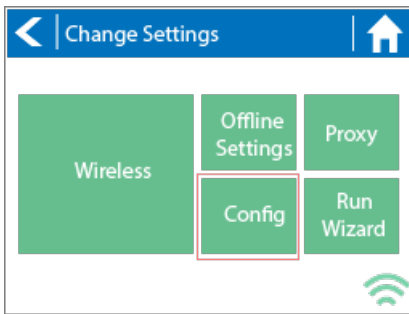 Change Settings
Wireless
Offline
Settings
Proxy
Config
Run
Wizard